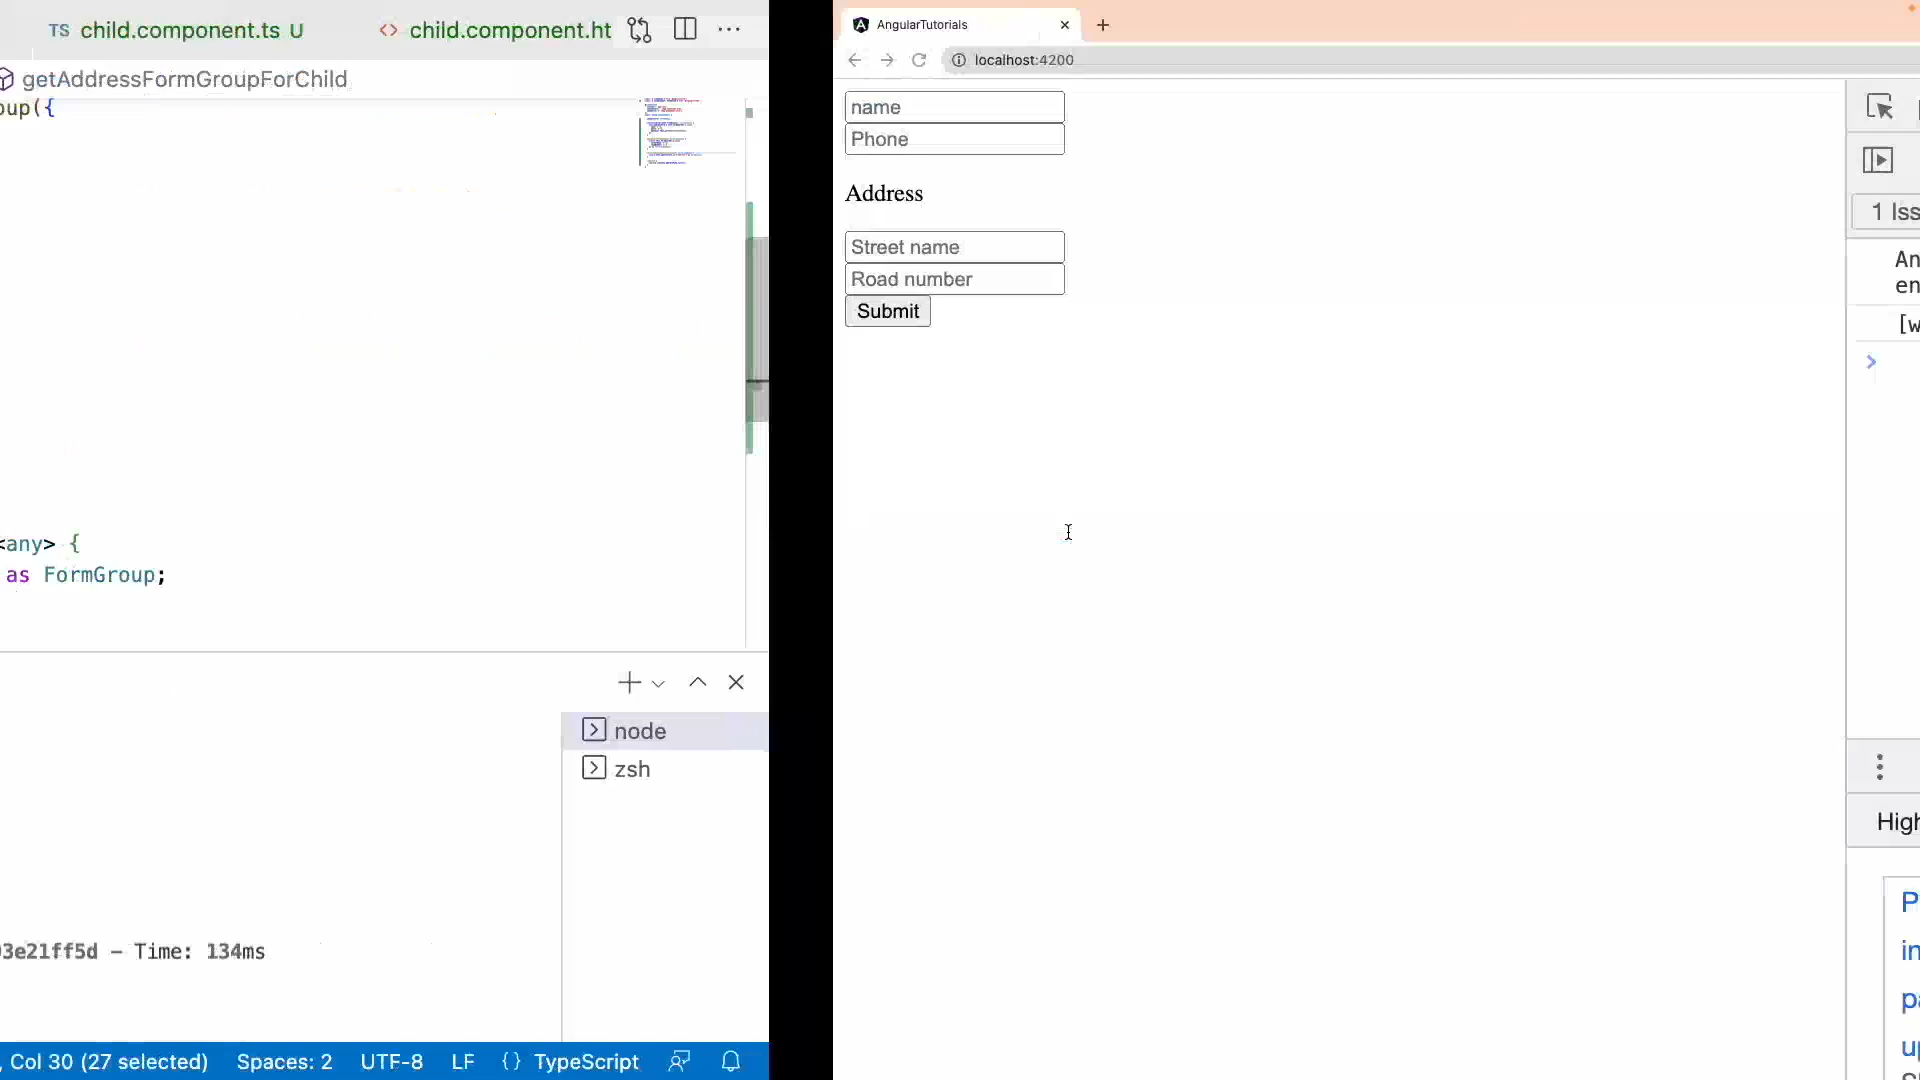 TS child.component.ts U
<> child.component.ht
getAddressFormGroupForChild
oup({
<any> {
as FormGroup;
node
zsh
3e21ff5d – Time: 134ms
, Col 30 (27 selected) Spaces: 2 UTF-8 LF {} TypeScript
AngularTutorials
localhost:4200
name
Phone
Address
Street name
Road number
Submit
1 Iss
An
en
[w
High
P
in
pa
up